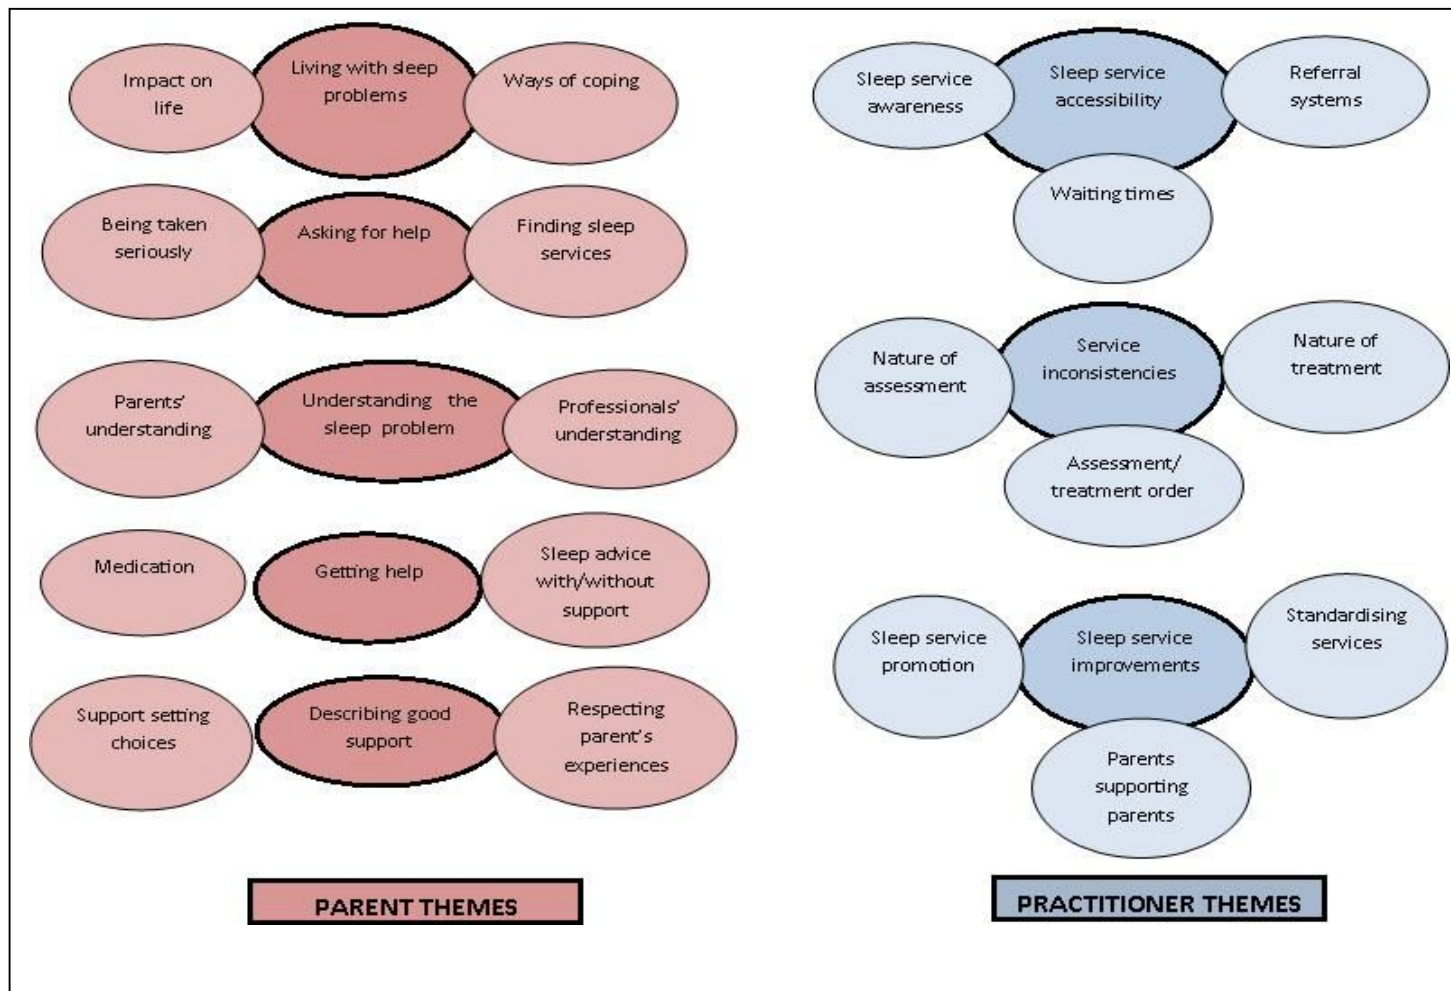 Impact on
life
Living with sleep
problems
Ways of coping
Being taken
seriously
Asking for help
Finding sleep
services
Parents'
understanding
Understanding the
sleep problem
Professionals'
understanding
Medication
Getting help
Sleep advice
with/without
support
Support setting
choices
Describing good
support
Respecting
parent's
experiences
PARENT THEMES
Sleep service
awareness
Sleep service
accessibility
Referral
systems
Waiting times
Nature of
assessment
Service
inconsistencies
Nature of
treatment
Assessment/
treatment order
Sleep service
promotion
Sleep service
improvements
Standardising
services
Parents
supporting
parents
PRACTITIONER THEMES